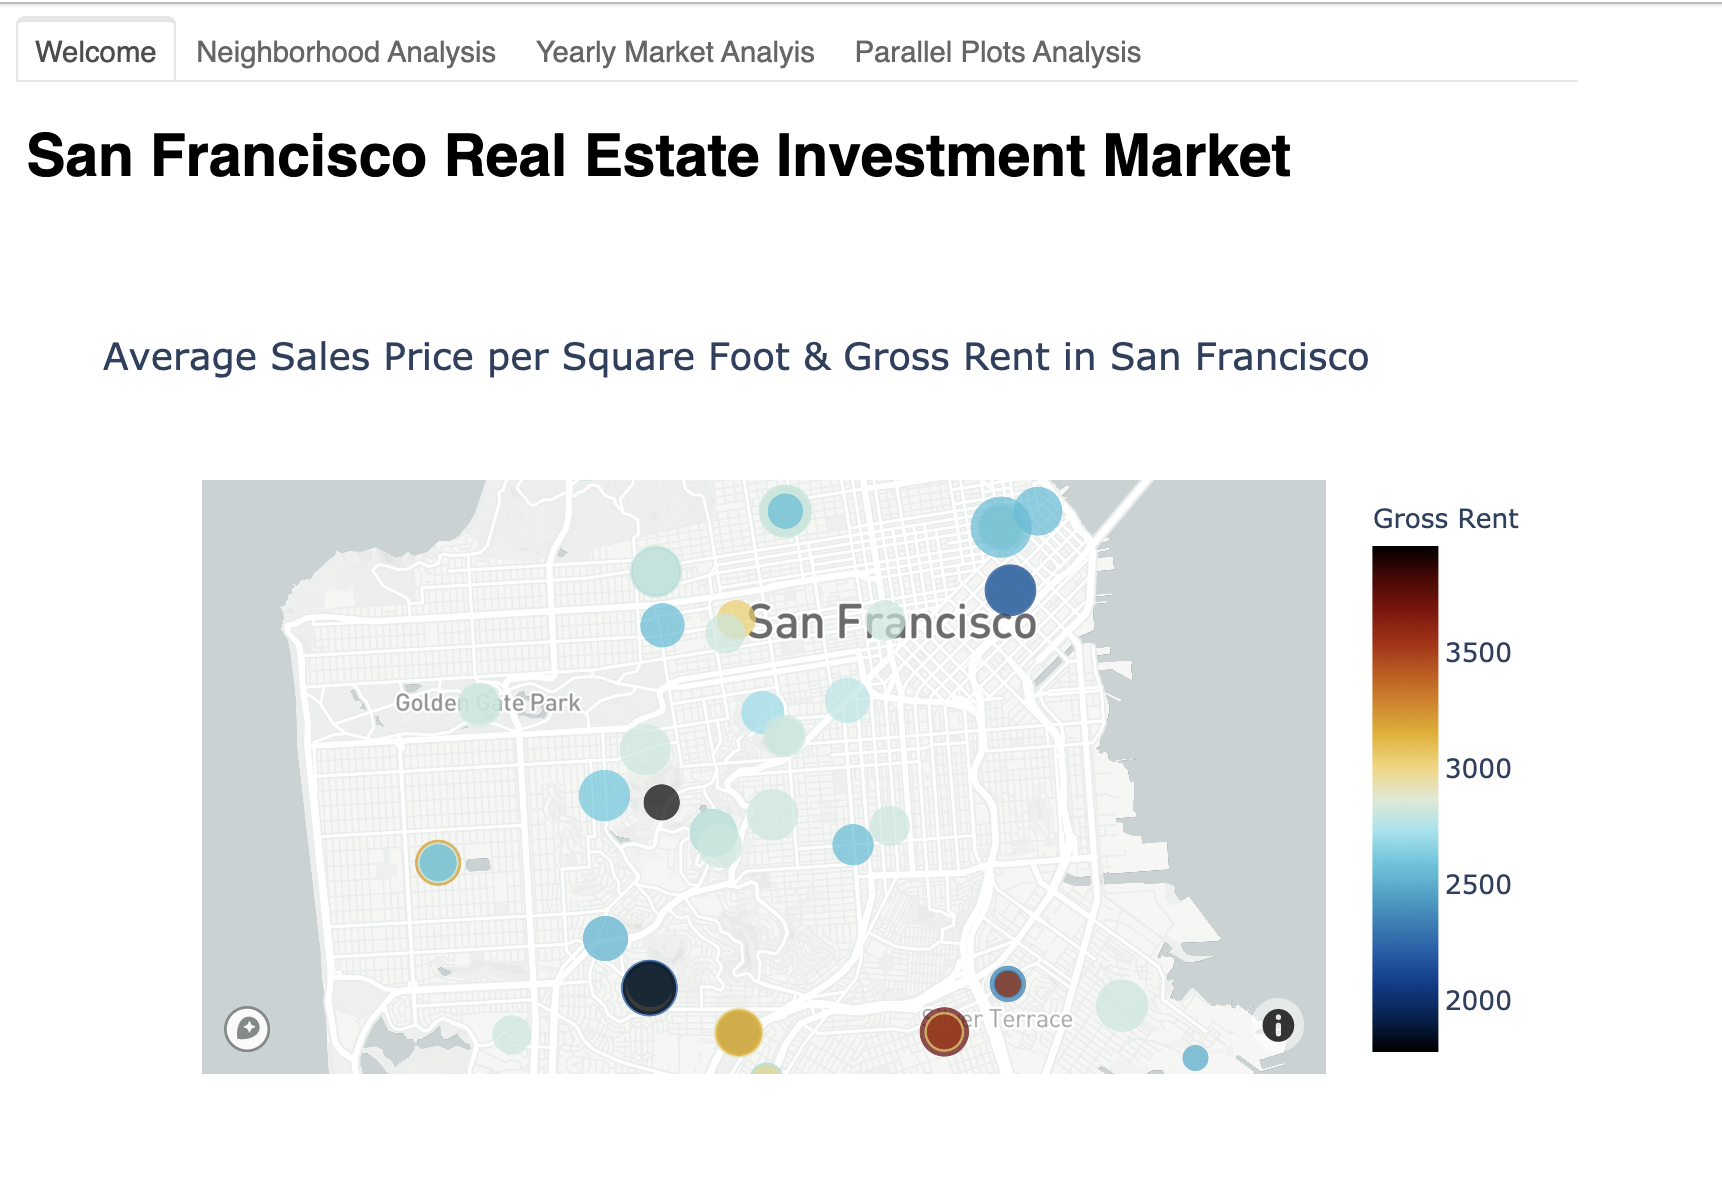 Welcome Neighborhood Analysis Yearly Market Analyis Parallel Plots Analysis
San Francisco Real Estate Investment Market
Average Sales Price per Square Foot & Gross Rent in San Francisco
Gross Rent
San Francisco
3500
Golden Gate Park
3000
2500
2000
Terrace